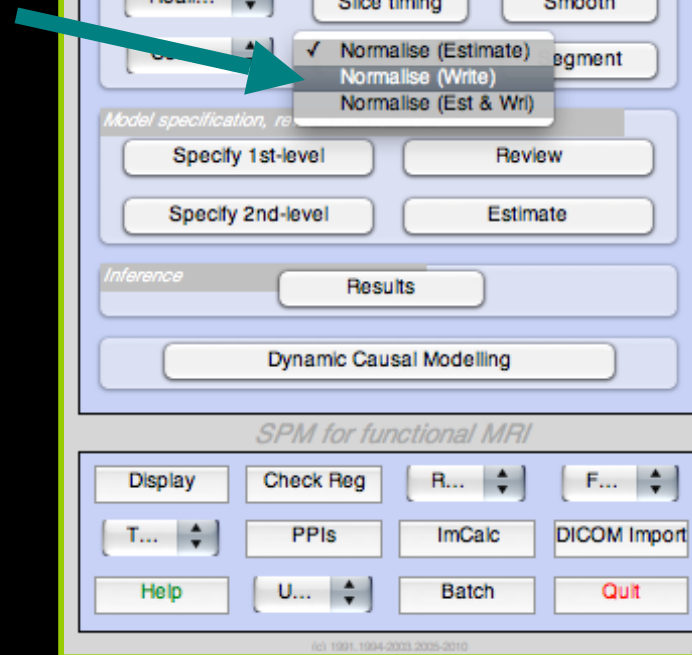 Slice timing
Smooth
✓ Normalise (Estimate)
Normalise (Write)
Normalise (Est & Wri)
egment
Model specification, re
Specify 1st-level
Review
Specify 2nd-level
Estimate
Inference
Results
Dynamic Causal Modelling
SPM for functional MRI
Display
Check Reg
R...
F...
T...
PPIs
ImCalc
DICOM Import
Help
U...
Batch
Quit
(c) 1991,1994-2003,2005-2010